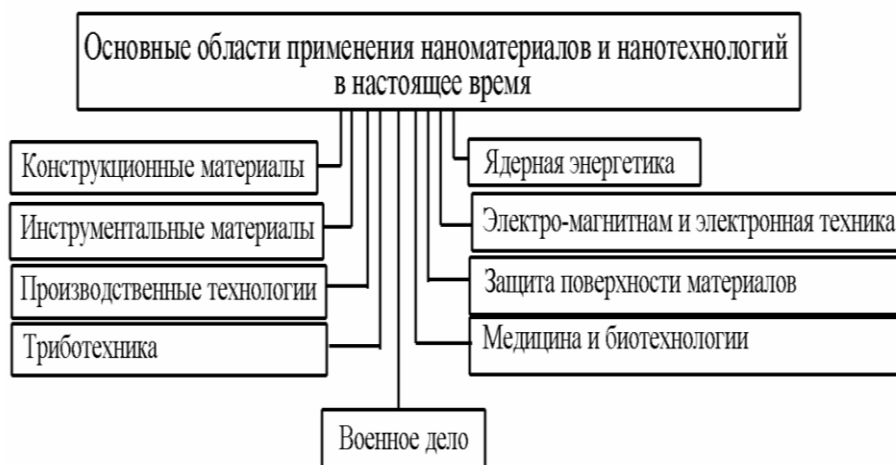 Основные области применения наноматериалов и нанотехнологий
в настоящее время
Конструкционные материалы
Инструментальные материалы
Производственные технологии
Триботехника
Ядерная энергетика
Электро-магнитнам и электронная техника
Защита поверхности материалов
Медицина и биотехнологии
Военное дело